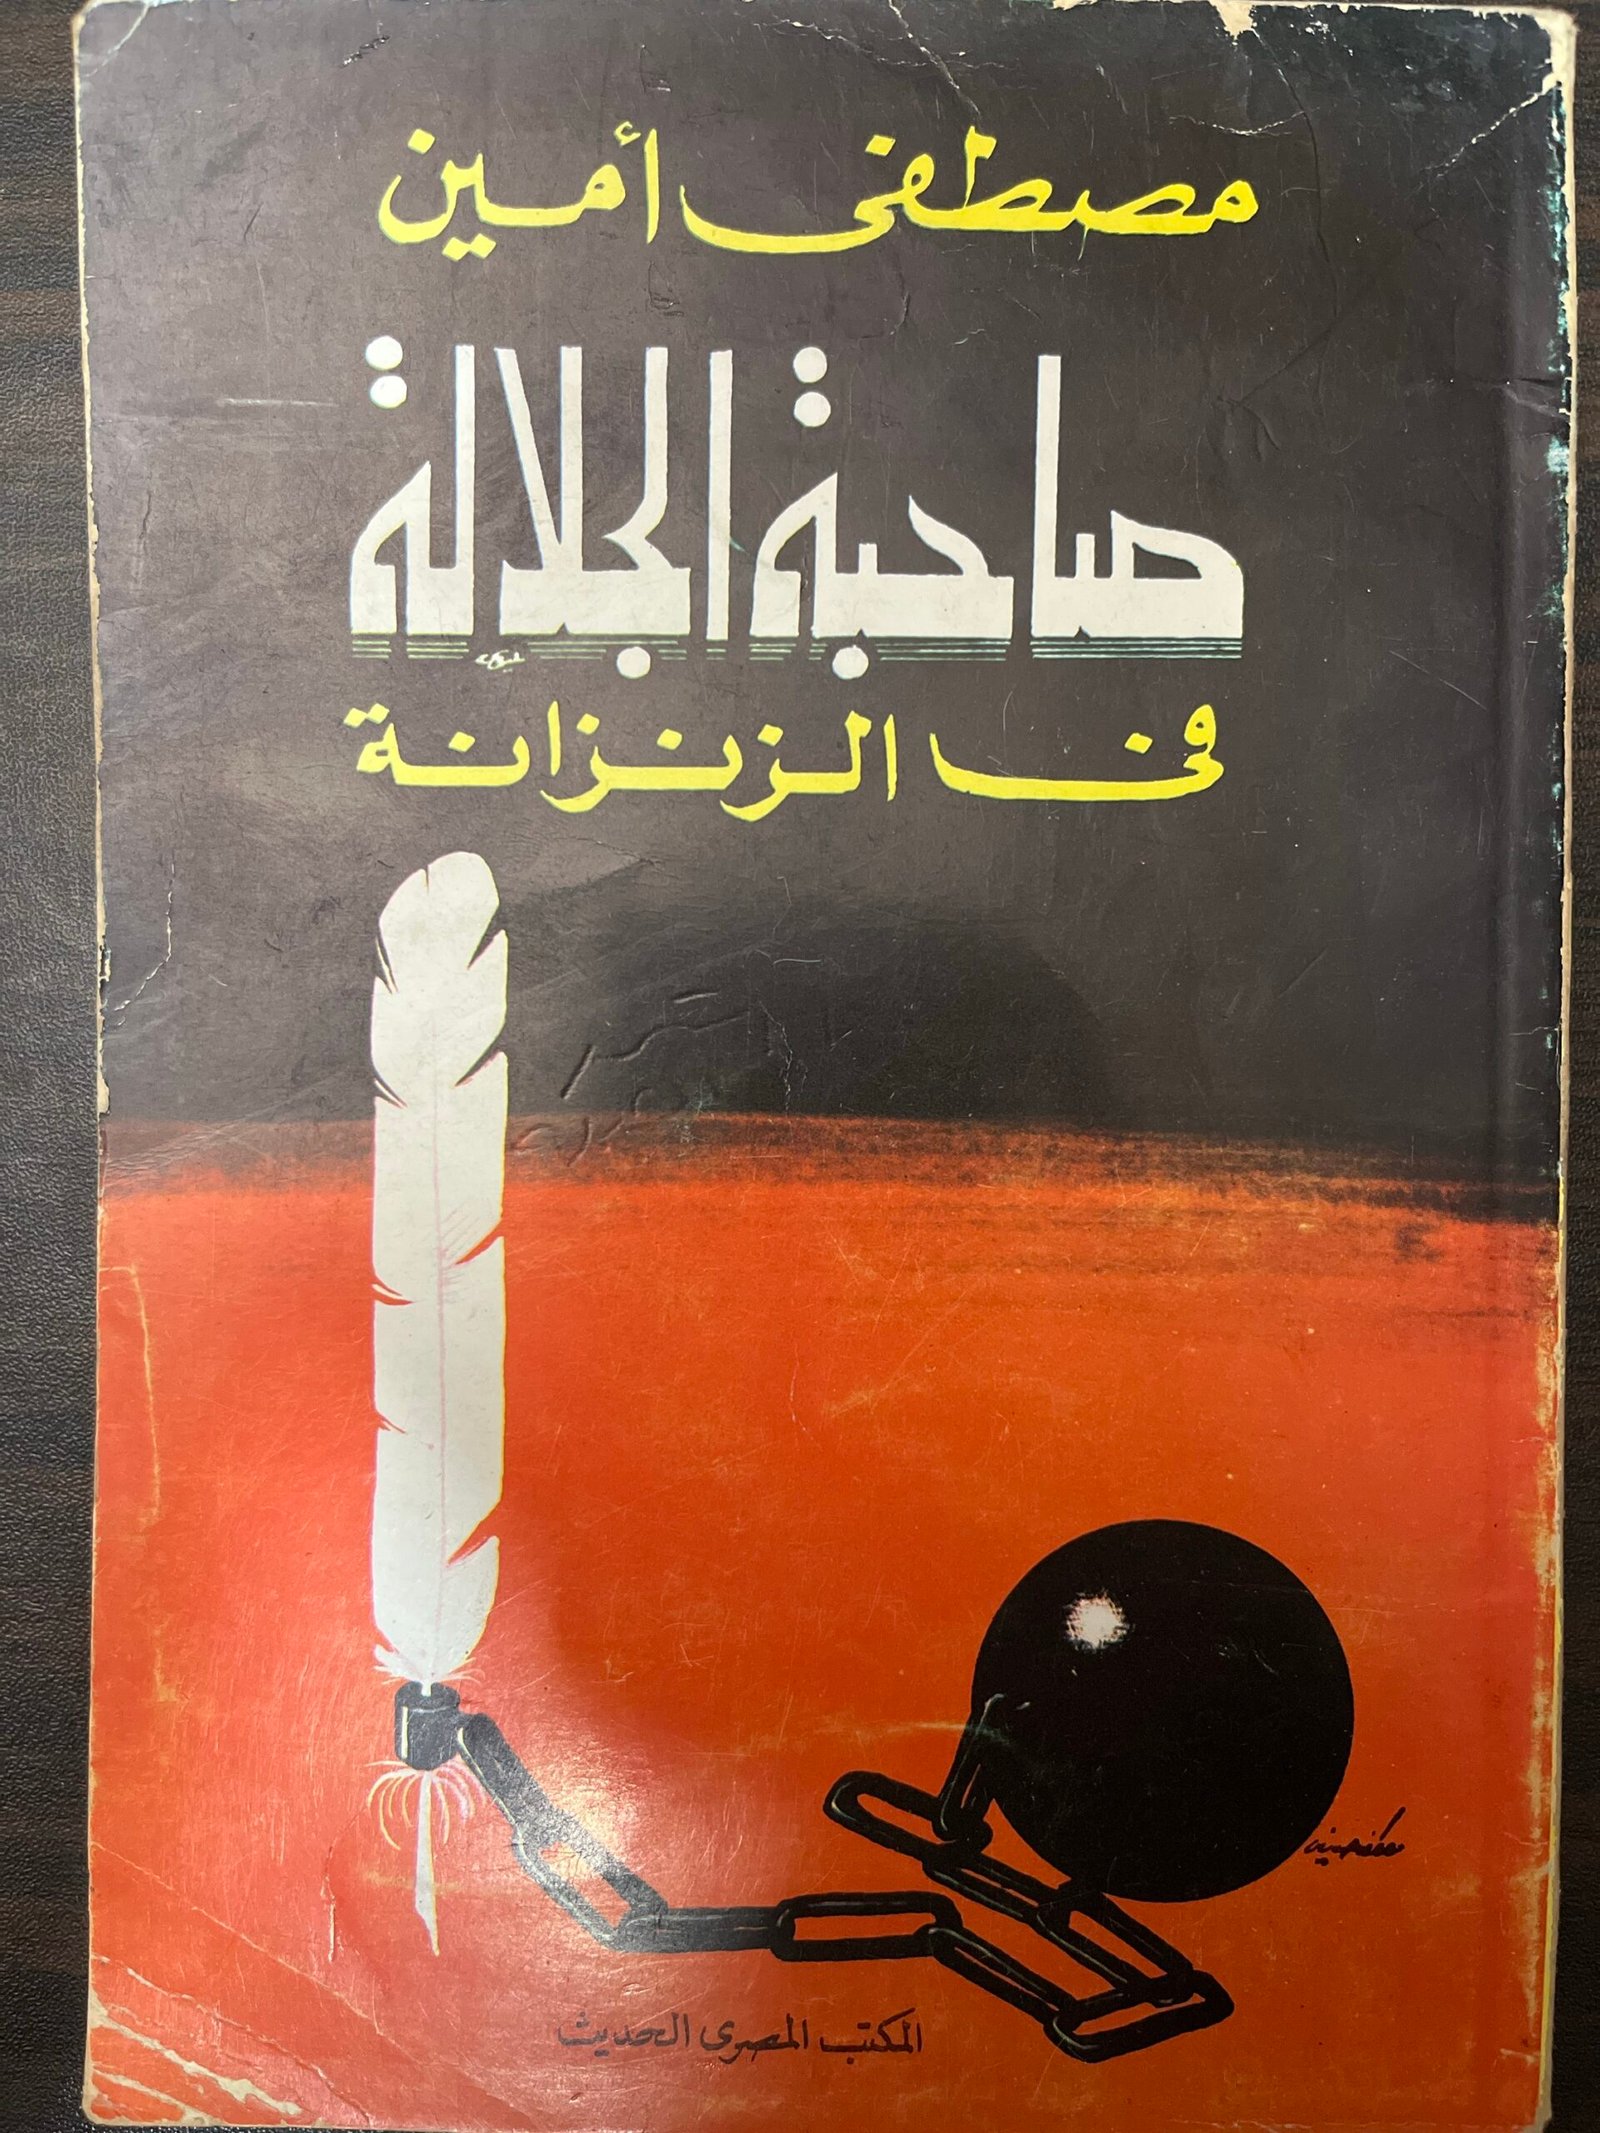 مصطفى أمين
صاحبة الجلالة
فى الزنزانة
المكتب المصرى الحديث